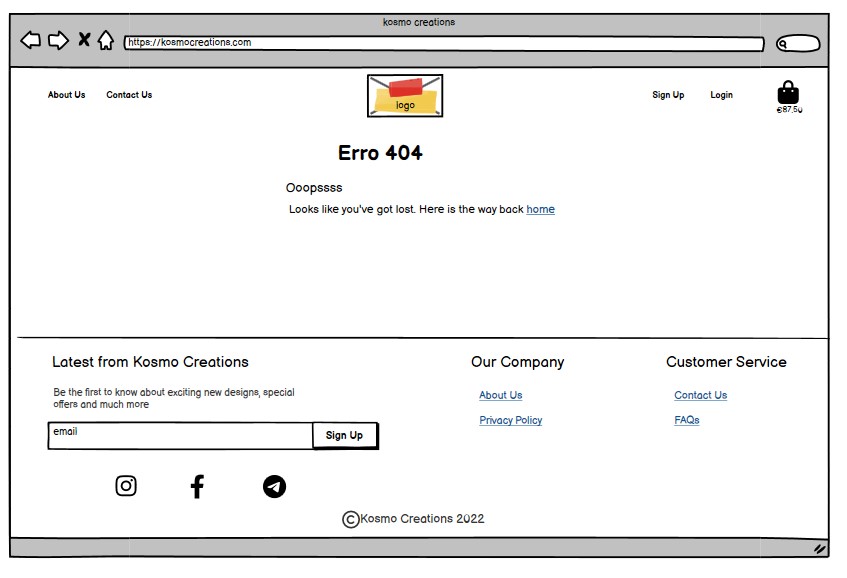 kosmo creations
https://kosmocreations.com
About Us
Contact Us
logo
Sign Up
Login
€87,50
Erro 404
Ooopssss
Looks like you've got lost. Here is the way back home
Latest from Kosmo Creations
Be the first to know about exciting new designs, special
offers and much more
email
Sign Up
Our Company
About Us
Privacy Policy
Customer Service
Contact Us
FAQs
©Kosmo Creations 2022